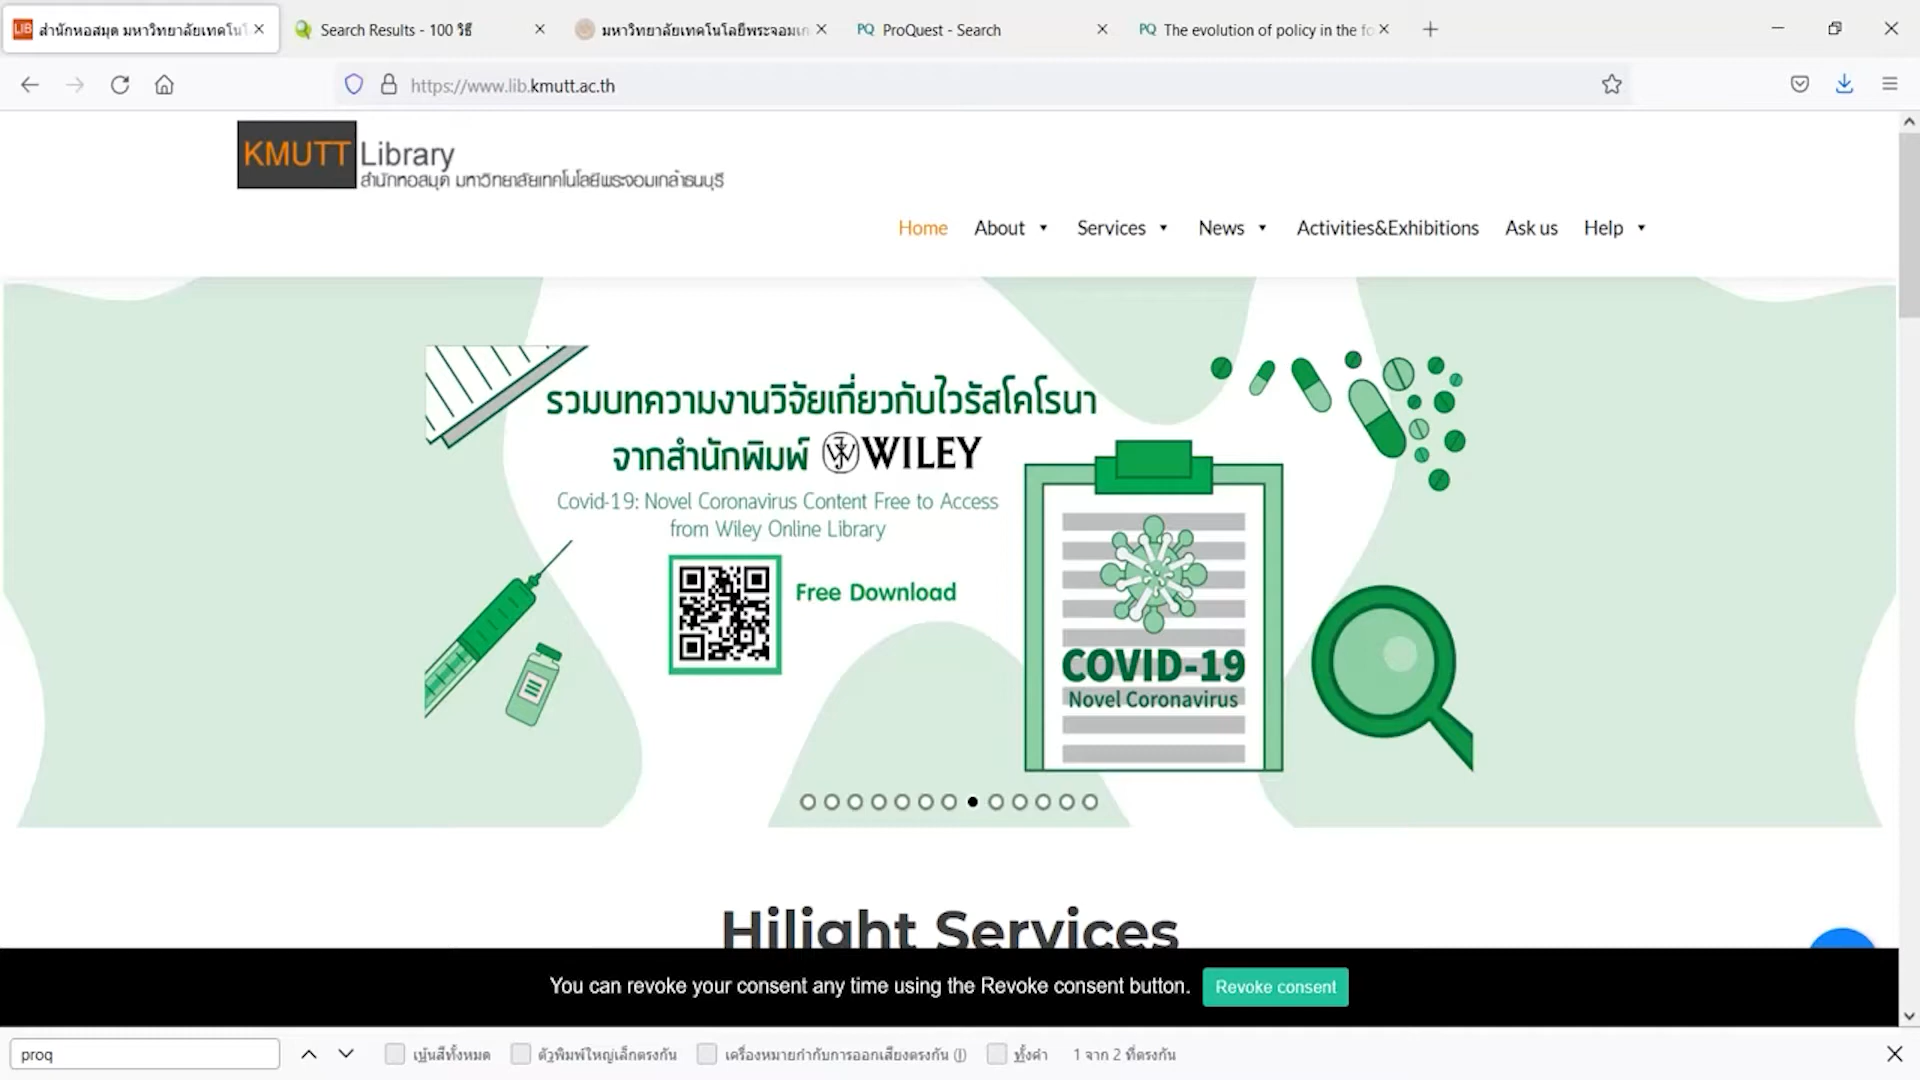 LIB สำนักหอสมุด มหาวิทยาลัยเทคโนโ
Search Results - 100 วิธี
มหาวิทยาลัยเทคโนโลยีพระจอมเก
PQ ProQuest - Search
PQ The evolution of policy in the fo
https://www.lib.kmutt.ac.th
KMUTT Library
สำนักหอสมุด มหาวิทยาลัยเทคโนโลยีพระจอมเกล้าธนบุรี
Home About Services News Activities&Exhibitions Ask us Help
รวมบทความงานวิจัยเกี่ยวกับไวรัสโคโรนา
จากสำนักพิมพ์ WILEY
Covid-19: Novel Coronavirus Content Free to Access
from Wiley Online Library
Free Download
COVID-19
Novel Coronavirus
Hilight Services
You can revoke your consent any time using the Revoke consent button. Revoke consent
proq เน้นสีทั้งหมด ตัวพิมพ์ใหญ่เล็กตรงกัน เครื่องหมายกำกับการออกเสียงตรงกัน (I) ทั้งคำ 1 จาก 2 ที่ตรงกัน